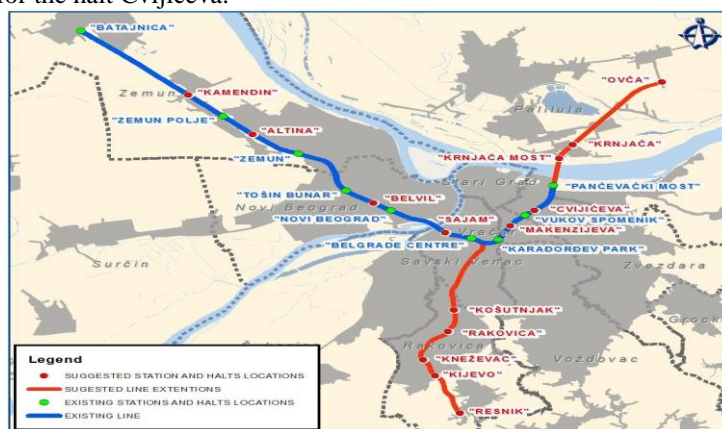 for the halt Cvijićeva.
"BATAJNICA"
"OVČA"
Zemun
"KAMENDIN"
Palilula
"ZEMUN POLJE"
"ALTINA"
"KRNJAČA"
"ZEMUN"
"KRNJAČA MOST"
Stari Grad
"PANČEVAČKI MOST"
"TOŠIN BUNAR"
"BELVIL"
Novi Beograd
"CVIJIĆEVA"
"NOVI BEOGRAD"
"SAJAM"
"VUKOV SPOMENIK"
Vračar
"MAKENZIJEVA"
"BELGRADE CENTRE"
"KARAĐORĐEV PARK"
Surčin
Savski Venac
Zvezdara
"KOŠUTNJAK"
Grocka
"RAKOVICA"
Rakovica
Voždovac
"KNEŽEVAC"
"KIJEVO"
"RESNIK"
Legend
SUGGESTED STATION AND HALTS LOCATIONS
SUGESTED LINE EXTENTIONS
EXISTING STATIONS AND HALTS LOCATIONS
EXISTING LINE